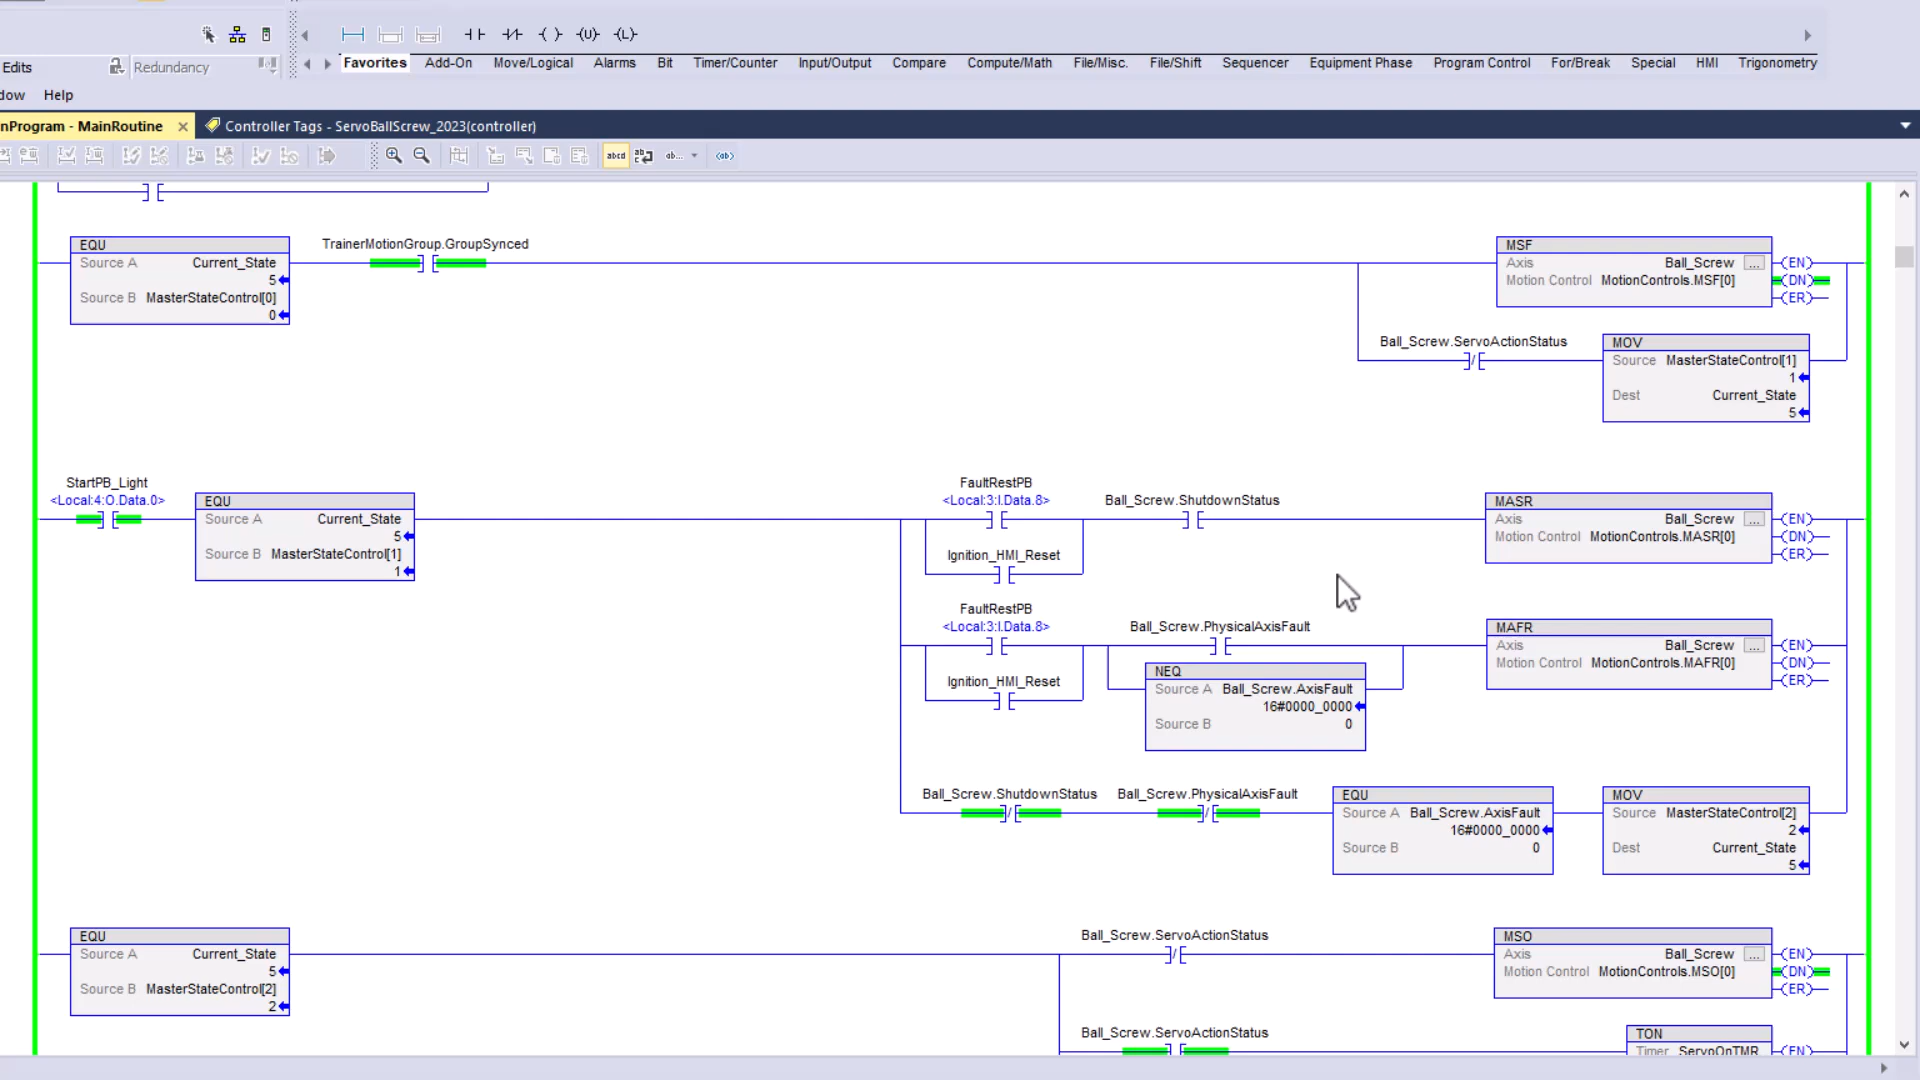 Edits
Redundancy
Favorites Add-On Move/Logical Alarms Bit Timer/Counter Input/Output Compare Compute/Math File/Misc. File/Shift Sequencer Equipment Phase Program Control For/Break Special HMI Trigonometry
dow Help
nProgram - MainRoutine
Controller Tags - ServoBallScrew_2023(controller)
abcd
EQU
Source A Current_State
5
Source B MasterStateControl[0]
0
TrainerMotionGroup.GroupSynced
MSF
Axis Ball_Screw ...
Motion Control MotionControls.MSF[0]
(EN)
(DN)
(ER)
Ball_Screw.ServoActionStatus
MOV
Source MasterStateControl[1]
1
Dest Current_State
5
StartPB_Light
<Local:4:O.Data.0>
EQU
Source A Current_State
5
Source B MasterStateControl[1]
1
FaultRestPB
<Local:3:I.Data.8>
Ball_Screw.ShutdownStatus
Ignition_HMI_Reset
MASR
Axis Ball_Screw ...
Motion Control MotionControls.MASR[0]
(EN)
(DN)
(ER)
FaultRestPB
<Local:3:I.Data.8>
Ball_Screw.PhysicalAxisFault
Ignition_HMI_Reset
NEQ
Source A Ball_Screw.AxisFault
16#0000_0000
Source B 0
MAFR
Axis Ball_Screw ...
Motion Control MotionControls.MAFR[0]
(EN)
(DN)
(ER)
Ball_Screw.ShutdownStatus
Ball_Screw.PhysicalAxisFault
EQU
Source A Ball_Screw.AxisFault
16#0000_0000
Source B 0
MOV
Source MasterStateControl[2]
2
Dest Current_State
5
EQU
Source A Current_State
5
Source B MasterStateControl[2]
2
Ball_Screw.ServoActionStatus
MSO
Axis Ball_Screw ...
Motion Control MotionControls.MSO[0]
(EN)
(DN)
(ER)
Ball_Screw.ServoActionStatus
TON
Timer ServoOnTMR
(EN)